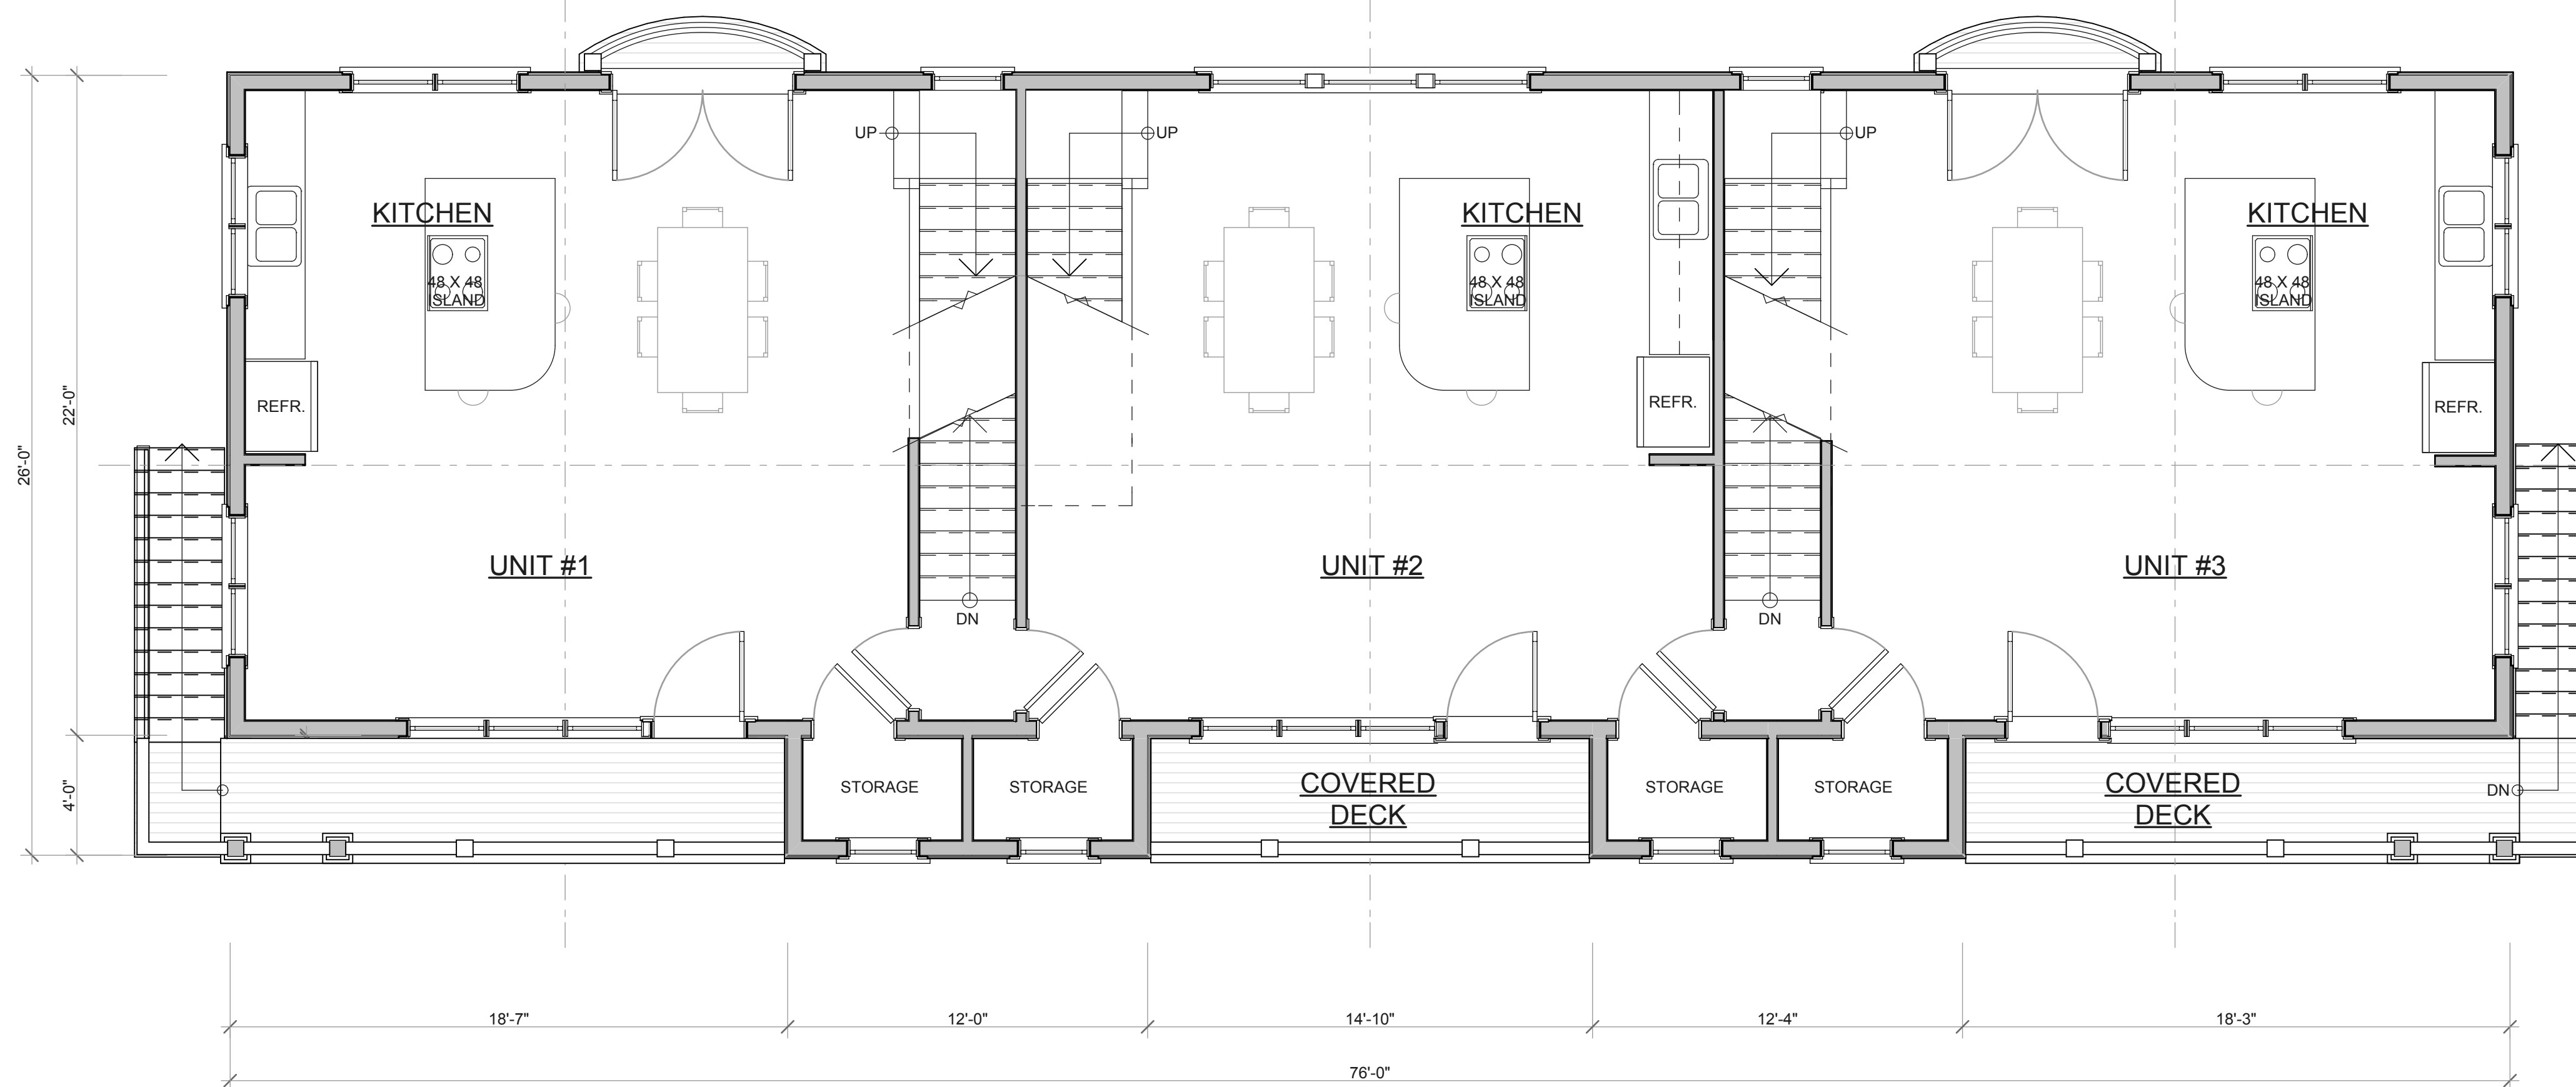 UP
UP
UP
KITCHEN
KITCHEN
KITCHEN
48 X 48
ISLAND
48 X 48
ISLAND
48 X 48
ISLAND
REFR.
REFR.
REFR.
22'-0"
26'-0"
UNIT #1
UNIT #2
UNIT #3
DN
DN
4'-0"
STORAGE
STORAGE
COVERED
DECK
STORAGE
STORAGE
COVERED
DECK
DN
18'-7"
12'-0"
14'-10"
12'-4"
18'-3"
76'-0"